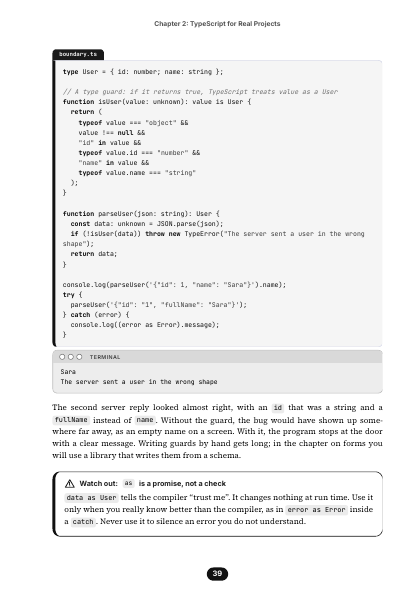 Chapter 2: TypeScript for Real Projects
boundary.ts
type User = { id: number; name: string };
// A type guard: if it returns true, TypeScript treats value as a User
function isUser(value: unknown): value is User {
return (
typeof value === "object" &&
value !== null &&
"id" in value &&
typeof value.id === "number" &&
"name" in value &&
typeof value.name === "string"
);
}
function parseUser(json: string): User {
const data: unknown = JSON.parse(json);
if (!isUser(data)) throw new TypeError("The server sent a user in the wrong
shape");
return data;
}
console.log(parseUser('{"id": 1, "name": "Sara"}').name);
try {
parseUser('{"id": "1", "fullName": "Sara"}');
} catch (error) {
console.log((error as Error).message);
}
TERMINAL
Sara
The server sent a user in the wrong shape
The second server reply looked almost right, with an id that was a string and a
fullName instead of name. Without the guard, the bug would have shown up some-
where far away, as an empty name on a screen. With it, the program stops at the door
with a clear message. Writing guards by hand gets long; in the chapter on forms you
will use a library that writes them from a schema.
Watch out: as is a promise, not a check
data as User tells the compiler “trust me”. It changes nothing at run time. Use it
only when you really know better than the compiler, as in error as Error inside
a catch. Never use it to silence an error you do not understand.
39